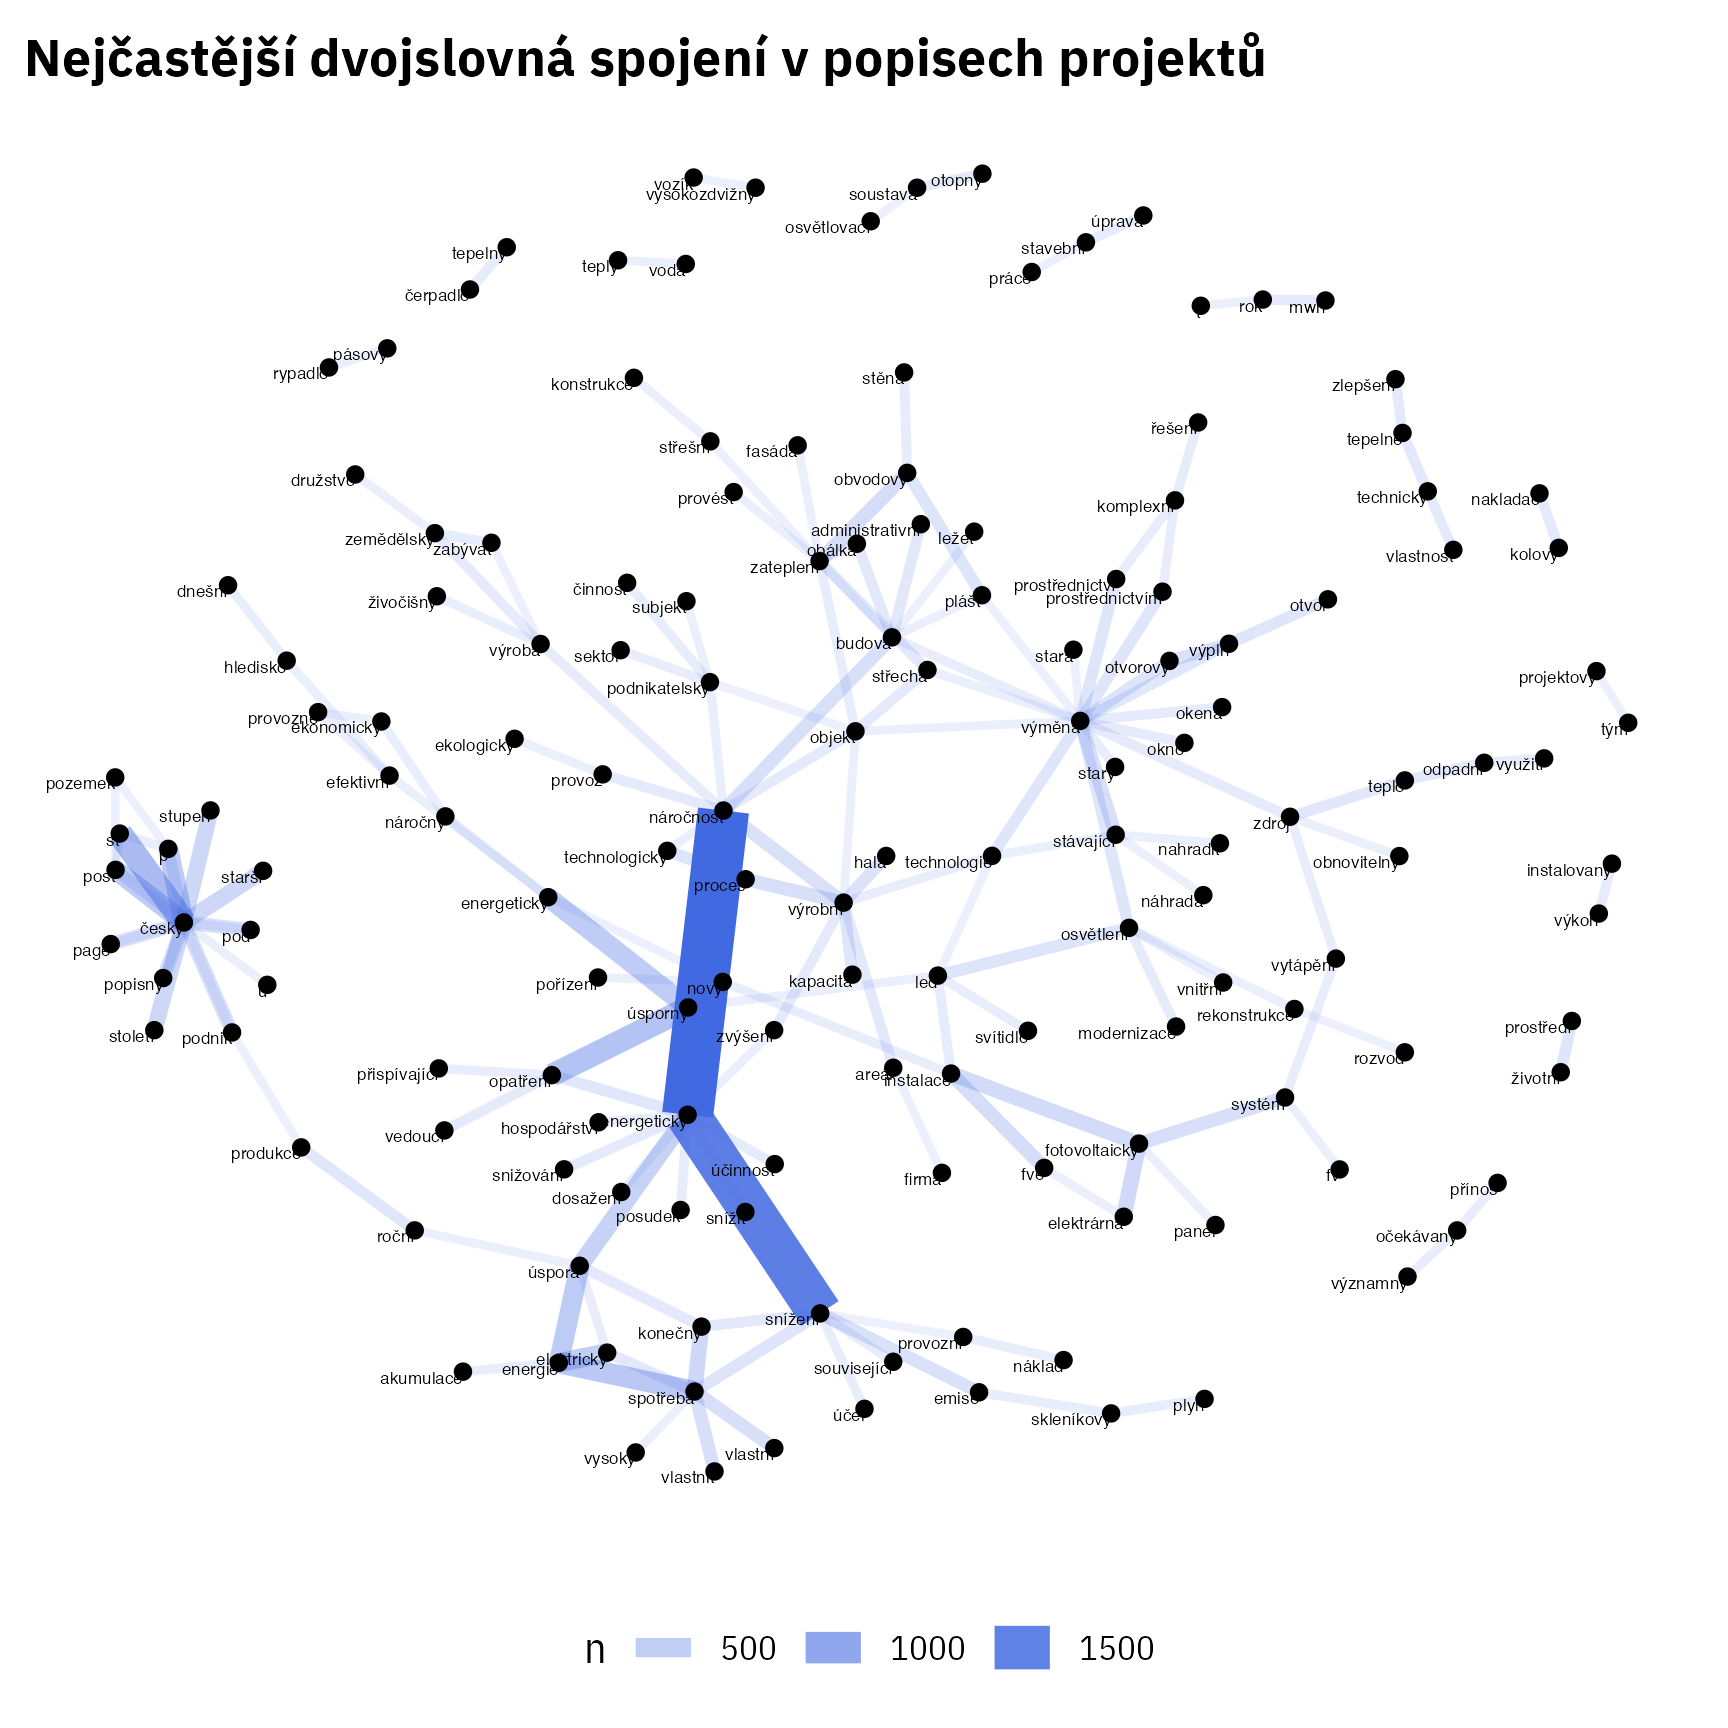 Nejčastější dvojslovná spojení v popisech projektů
vozík
vysokozdvižný
soustava
otopný
osvětlovací
úprava
stavební
práce
tepelný
čerpadlo
teplý
voda
t
rok
mwh
pásový
rypadlo
konstrukce
stěna
zlepšení
střešní
fasáda
řešení
tepelně
družstvo
provést
obvodový
komplexní
technický
nakladač
zemědělský
zabývat
administrativní
obálka
ležet
zateplení
vlastnost
kolový
dnešní
živočišný
činnost
subjekt
plášť
prostřednictví
prostřednictvím
otvor
výroba
sektor
budova
stará
otvorový
výplň
hledisko
podnikatelský
střecha
projektový
provozně
ekonomický
ekologický
objekt
výměna
okena
okno
tým
pozemek
efektivní
provoz
starý
teplo
odpadní
využití
stupeň
náročný
náročnost
zdroj
st
p
technologický
hala
technologie
stávající
nahradit
obnovitelný
post
starší
proces
instalovaný
energeticky
výrobní
náhrada
výkon
český
pod
osvětlení
page
popisný
u
pořízení
nový
kapacita
led
vnitřní
vytápění
století
podnik
úsporný
zvýšení
svítidlo
modernizace
rekonstrukce
prostředí
rozvod
přispívající
opatření
areál
instalace
životní
vedoucí
hospodářství
energetický
systém
produkce
snižování
účinnost
fotovoltaický
firma
fve
fv
dosažení
posudek
snížit
elektrárna
panel
přínos
roční
očekávaný
úspora
významný
konečný
snížení
provozní
elektrický
energie
akumulace
související
náklad
spotřeba
účel
emise
skleníkový
plyn
vysoký
vlastní
vlastnit
n 500 1000 1500